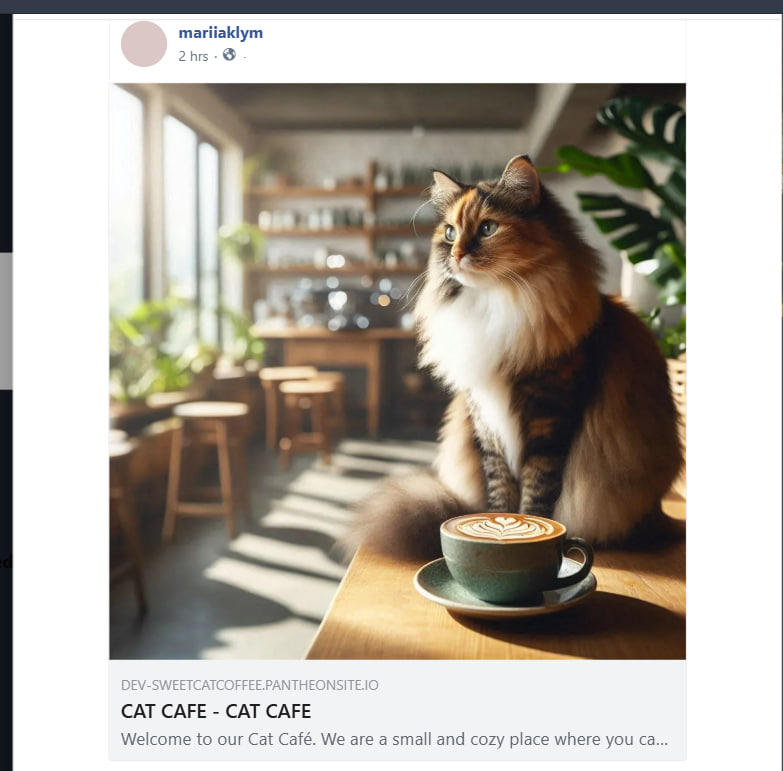 mariiaklym
2 hrs · ·
DEV-SWEETCATCOFFEE.PANTHEONSITE.IO
CAT CAFE - CAT CAFE
Welcome to our Cat Café. We are a small and cozy place where you ca...